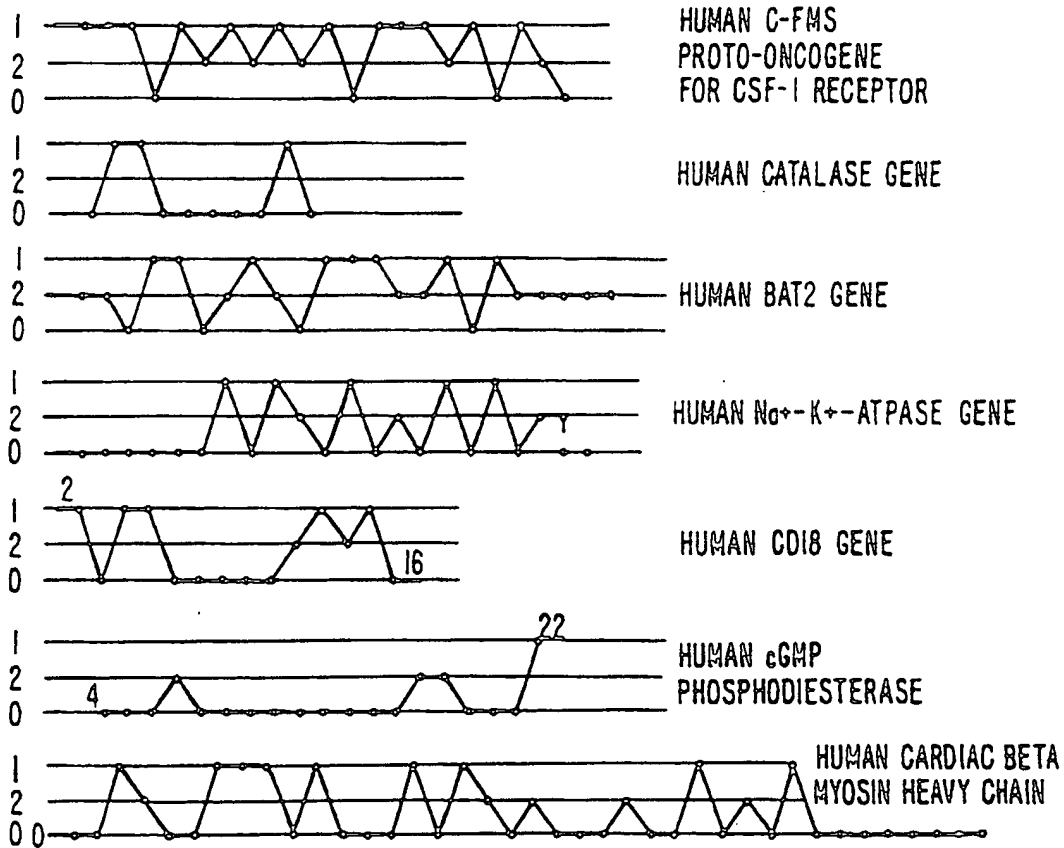 1
2
0
HUMAN C-FMS
PROTO-ONCOGENE
FOR CSF-1 RECEPTOR
1
2
0
HUMAN CATALASE GENE
1
2
0
HUMAN BAT2 GENE
1
2
0
HUMAN Na+-K+-ATPASE GENE
2
1
2
0
16
HUMAN CD18 GENE
22
1
2
4
0
HUMAN cGMP
PHOSPHODIESTERASE
1
2
0 0
HUMAN CARDIAC BETA
MYOSIN HEAVY CHAIN